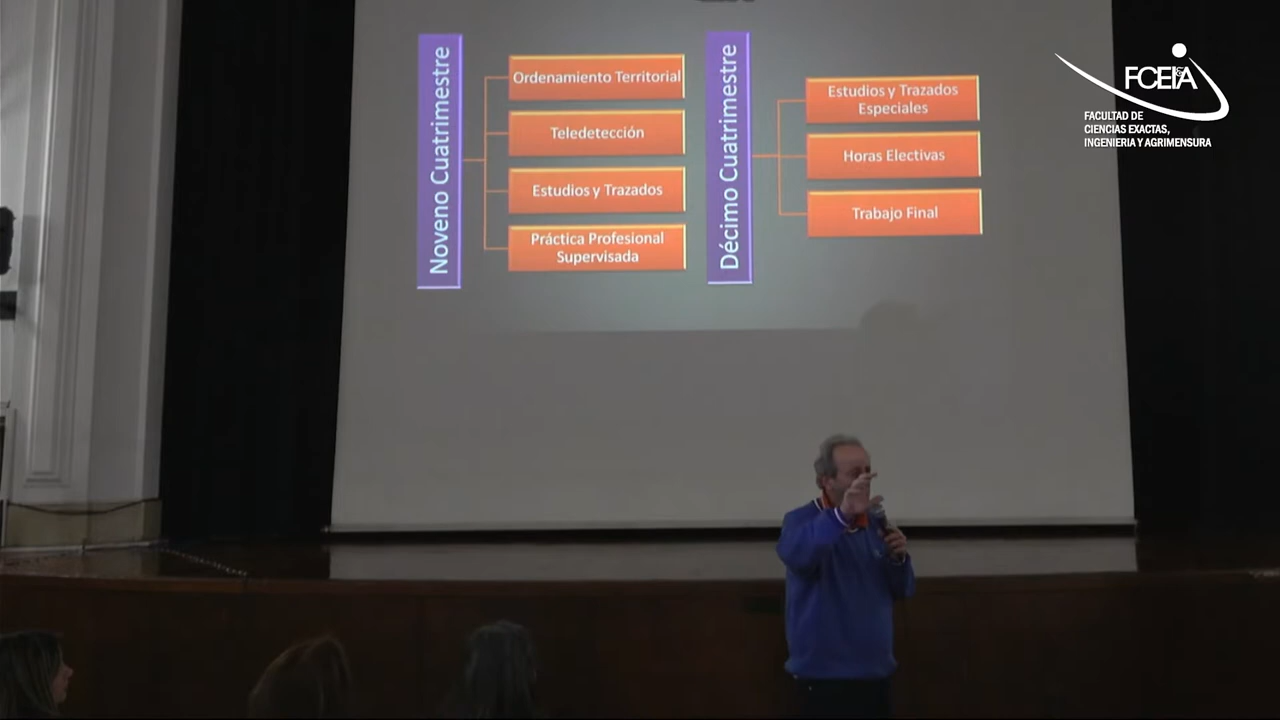 Noveno Cuatrimestre
Ordenamiento Territorial
Teledetección
Estudios y Trazados
Práctica Profesional
Supervisada
Décimo Cuatrimestre
Estudios y Trazados
Especiales
Horas Electivas
Trabajo Final
FCEIA
FACULTAD DE
CIENCIAS EXACTAS,
INGENIERIA Y AGRIMENSURA